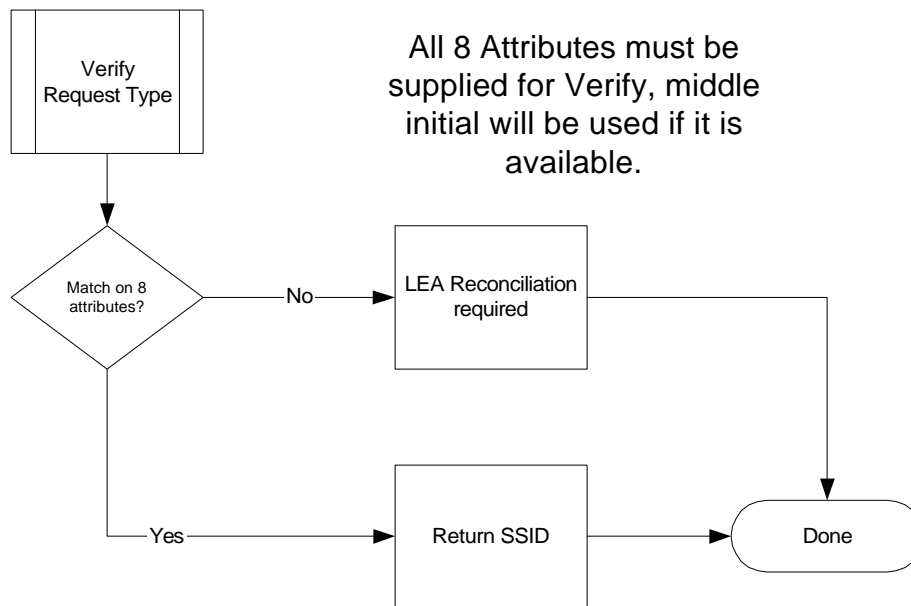 Verify
Request Type
All 8 Attributes must be
supplied for Verify, middle
initial will be used if it is
available.
Match on 8
attributes?
No
LEA Reconciliation
required
Yes
Return SSID
Done